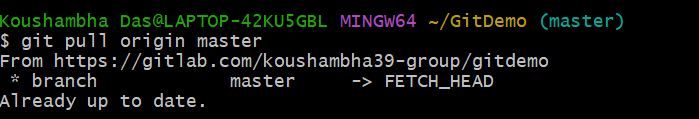 Koushambha Das@LAPTOP-42KU5GBL MINGW64 ~/GitDemo (master)
$ git pull origin master
From https://gitlab.com/koushambha39-group/gitdemo
 * branch            master     -> FETCH_HEAD
Already up to date.